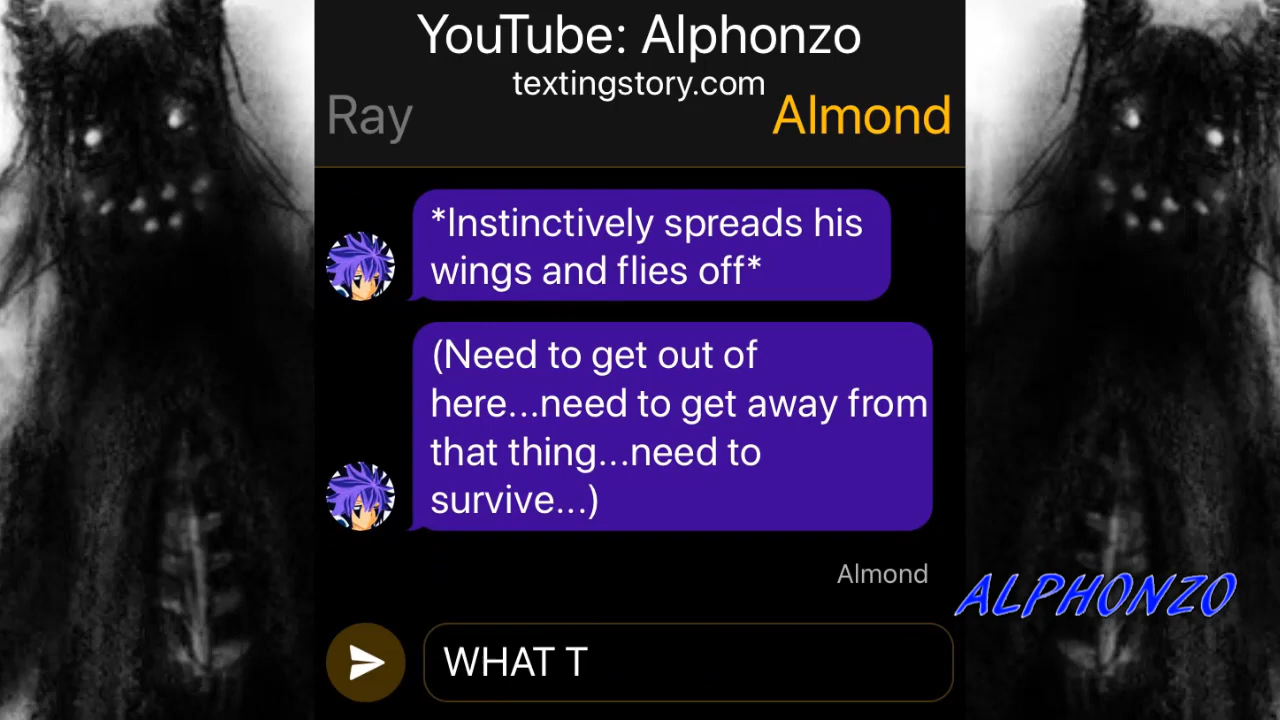 YouTube: Alphonzo
textingstory.com
Ray
Almond
*Instinctively spreads his
wings and flies off*
(Need to get out of
here...need to get away from
that thing...need to
survive...)
Almond
ALPHONZO
WHAT T